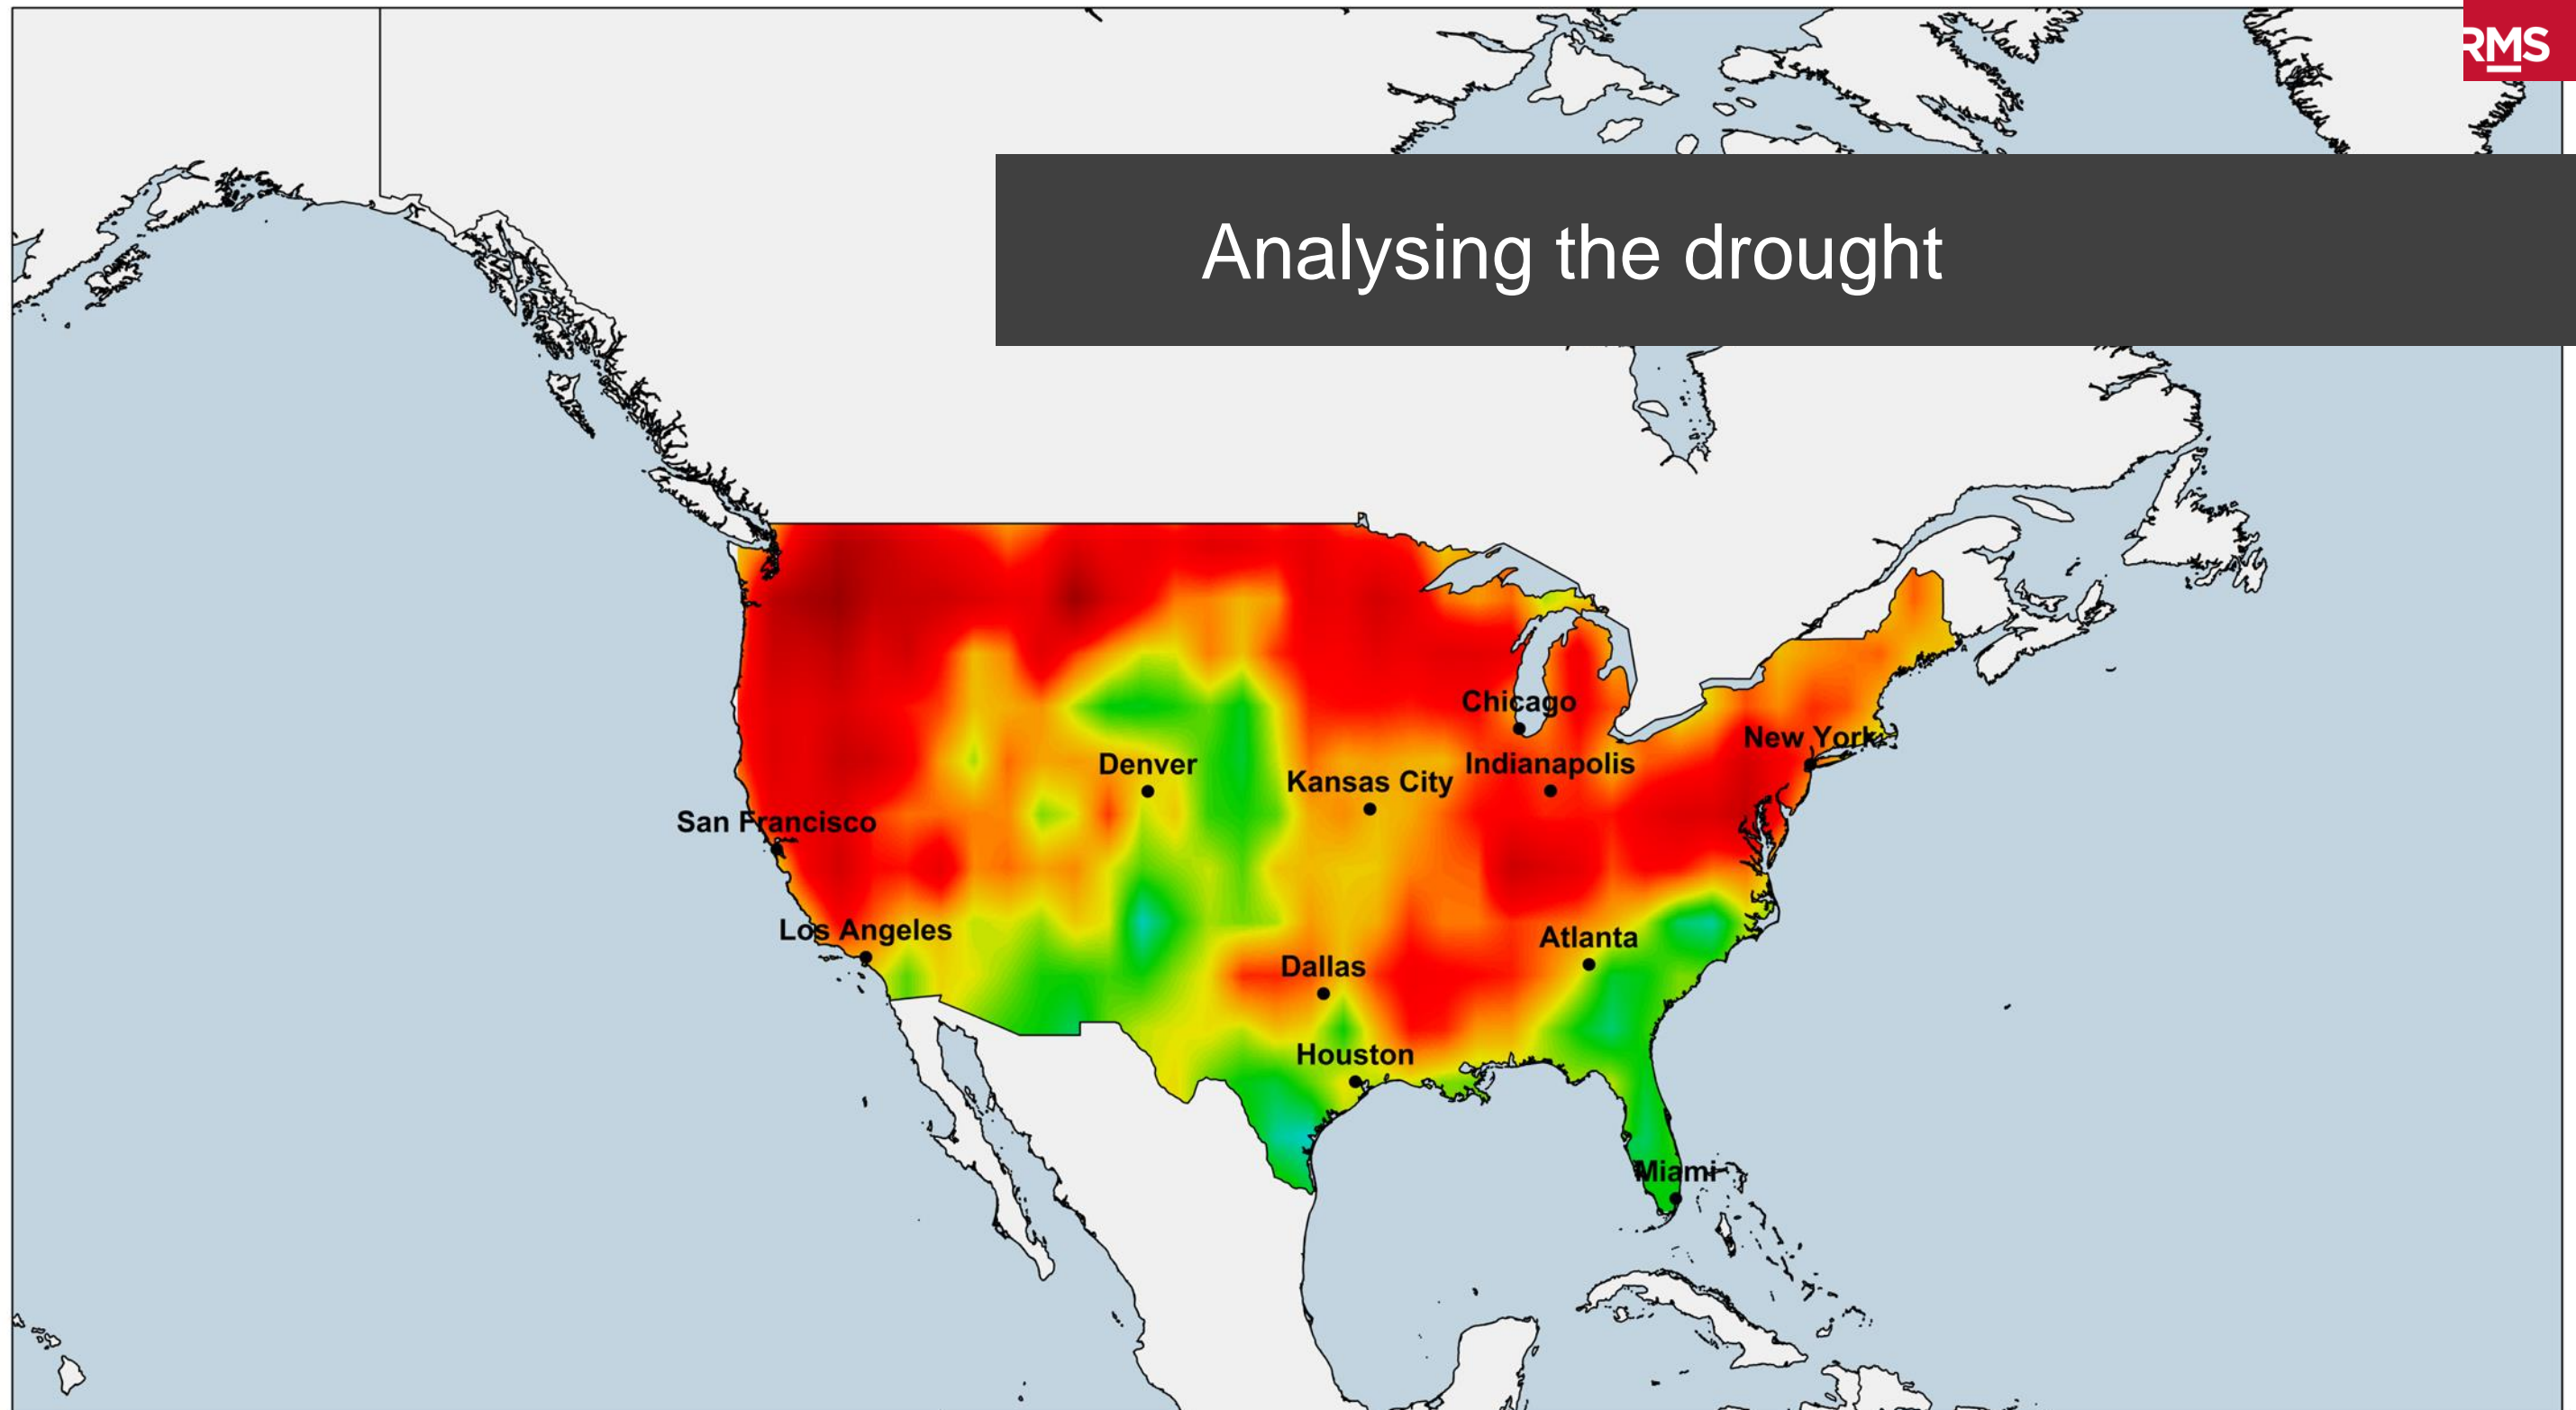 RMS
Analysing the drought
Chicago
New York
Denver
Indianapolis
Kansas City
San Francisco
Los Angeles
Atlanta
Dallas
Houston
Miami